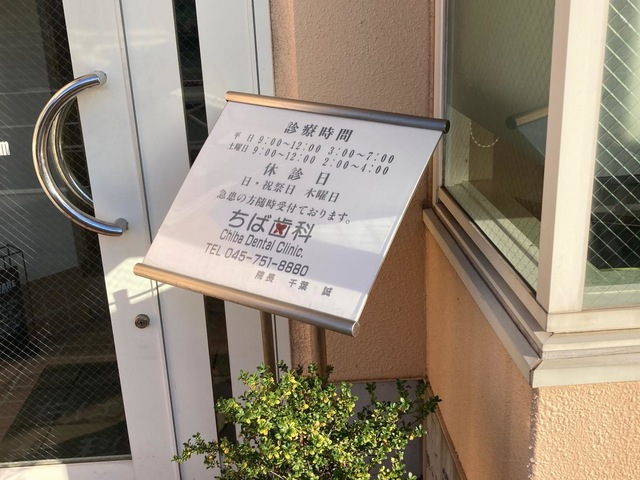 診療時間
平 日 9:00~12:00 3:00~7:00
土曜日 9:00~12:00 2:00~4:00
休 診 日
日・祝祭日 木曜日
急患の方随時受付ております。
ちば歯科
Chiba Dental Clinic.
TEL 045-751-8880
院長 千葉 誠